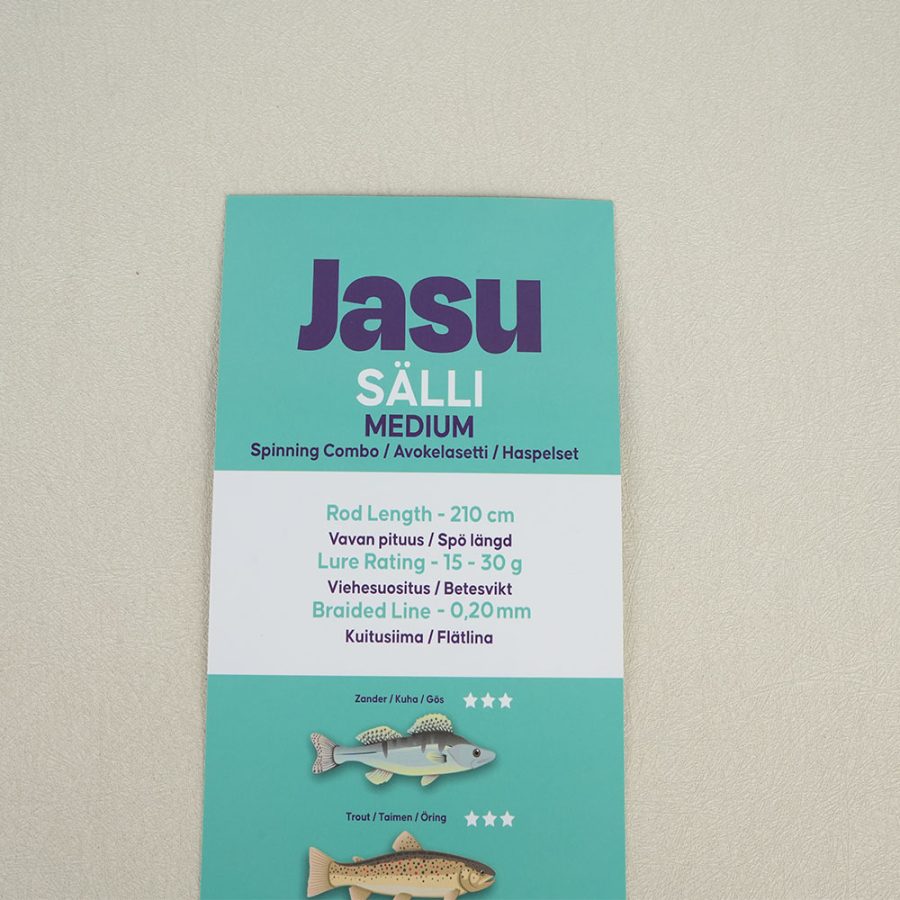 Jasu
SÄLLI
MEDIUM
Spinning Combo / Avokelasetti / Haspelset
Rod Length - 210 cm
Vavan pituus / Spö längd
Lure Rating - 15 - 30 g
Viehesuositus / Betesvikt
Braided Line - 0,20 mm
Kuitusiima / Flätlina
Zander / Kuha / Gös
Trout / Taimen / Öring